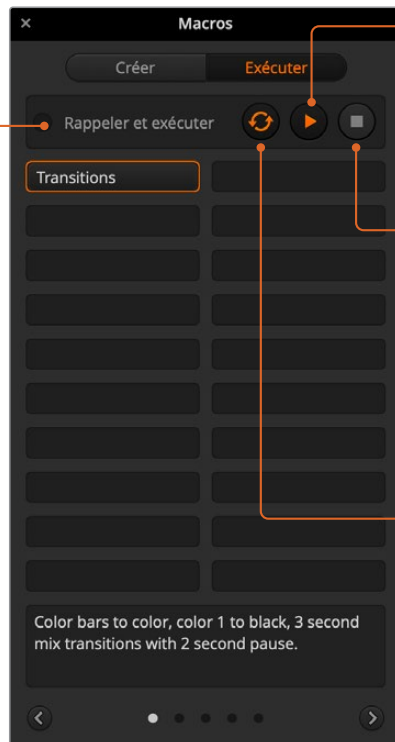 Macros
Créer
Exécuter
Rappeler et exécuter
Transitions
Color bars to color, color 1 to black, 3 second
mix transitions with 2 second pause.